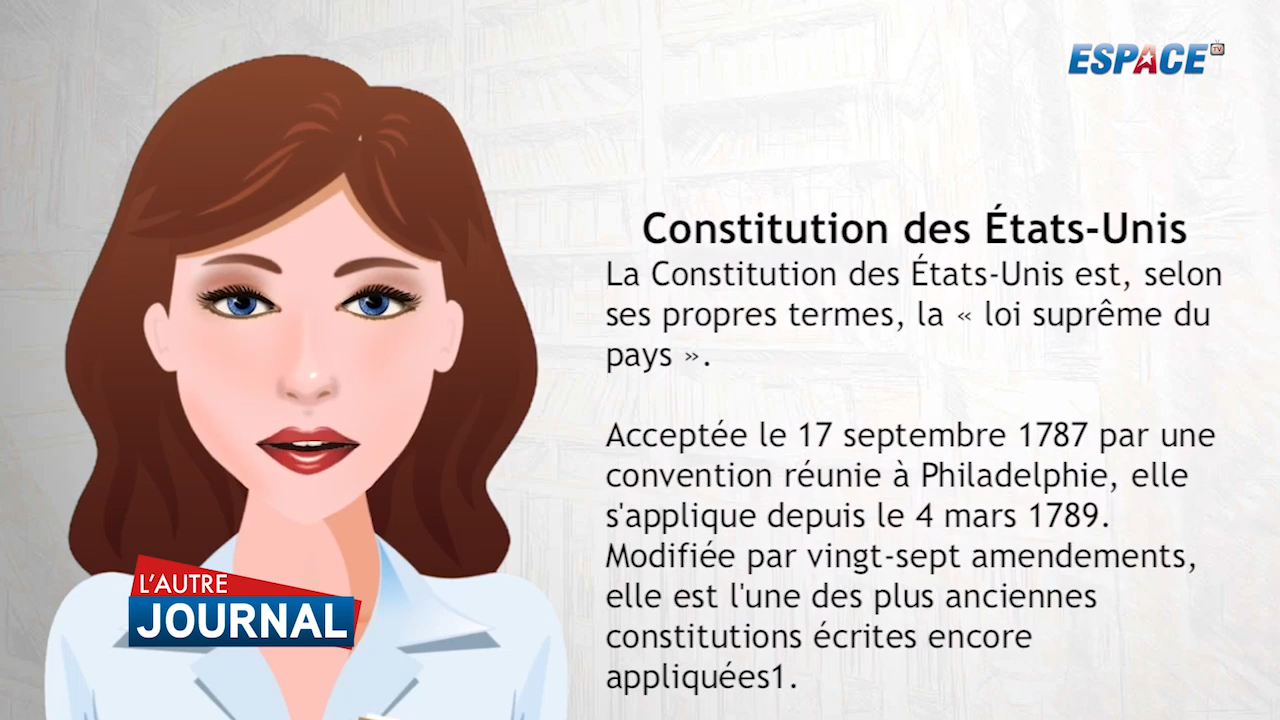 ESPACE TV
Constitution des États-Unis
La Constitution des États-Unis est, selon
ses propres termes, la « loi suprême du
pays ».
Acceptée le 17 septembre 1787 par une
convention réunie à Philadelphie, elle
s'applique depuis le 4 mars 1789.
Modifiée par vingt-sept amendements,
elle est l'une des plus anciennes
constitutions écrites encore
appliquées1.
L'AUTRE
JOURNAL